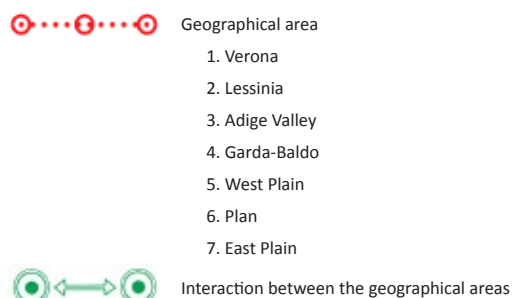 Geographical area
1. Verona
2. Lessinia
3. Adige Valley
4. Garda-Baldo
5. West Plain
6. Plan
7. East Plain
Interaction between the geographical areas